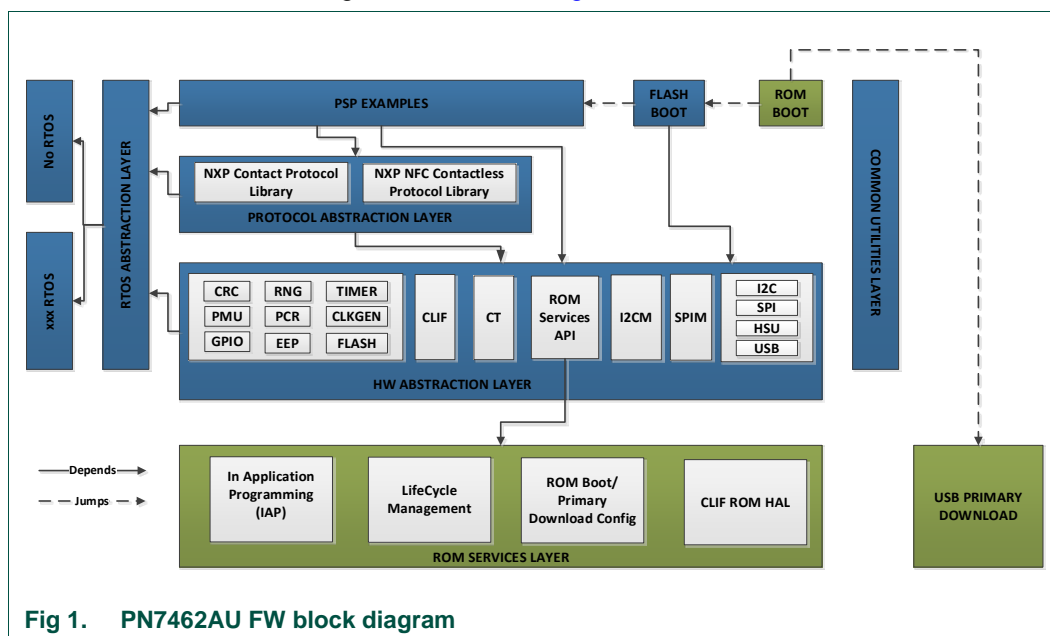 No RTOS
xxx RTOS
RTOS ABSTRACTION LAYER
PSP EXAMPLES
FLASH
BOOT
ROM
BOOT
COMMON UTILITIES LAYER
NXP Contact Protocol
Library
NXP NFC Contactless
Protocol Library
PROTOCOL ABSTRACTION LAYER
CRC
RNG
TIMER
PMU
PCR
CLKGEN
GPIO
EEP
FLASH
CLIF
CT
ROM
Services
API
I2CM
SPIM
I2C
SPI
HSU
USB
HW ABSTRACTION LAYER
Depends
Jumps
In Application
Programming
(IAP)
LifeCycle
Management
ROM Boot/
Primary
Download Config
CLIF ROM HAL
ROM SERVICES LAYER
USB PRIMARY
DOWNLOAD
Fig 1. PN7462AU FW block diagram